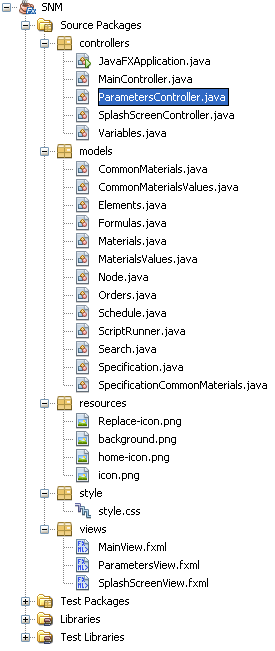 SNM
Source Packages
controllers
JavaFXApplication.java
MainController.java
ParametersController.java
SplashScreenController.java
Variables.java
models
CommonMaterials.java
CommonMaterialsValues.java
Elements.java
Formulas.java
Materials.java
MaterialsValues.java
Node.java
Orders.java
Schedule.java
ScriptRunner.java
Search.java
Specification.java
SpecificationCommonMaterials.java
resources
Replace-icon.png
background.png
home-icon.png
icon.png
style
style.css
views
MainView.fxml
ParametersView.fxml
SplashScreenView.fxml
Test Packages
Libraries
Test Libraries